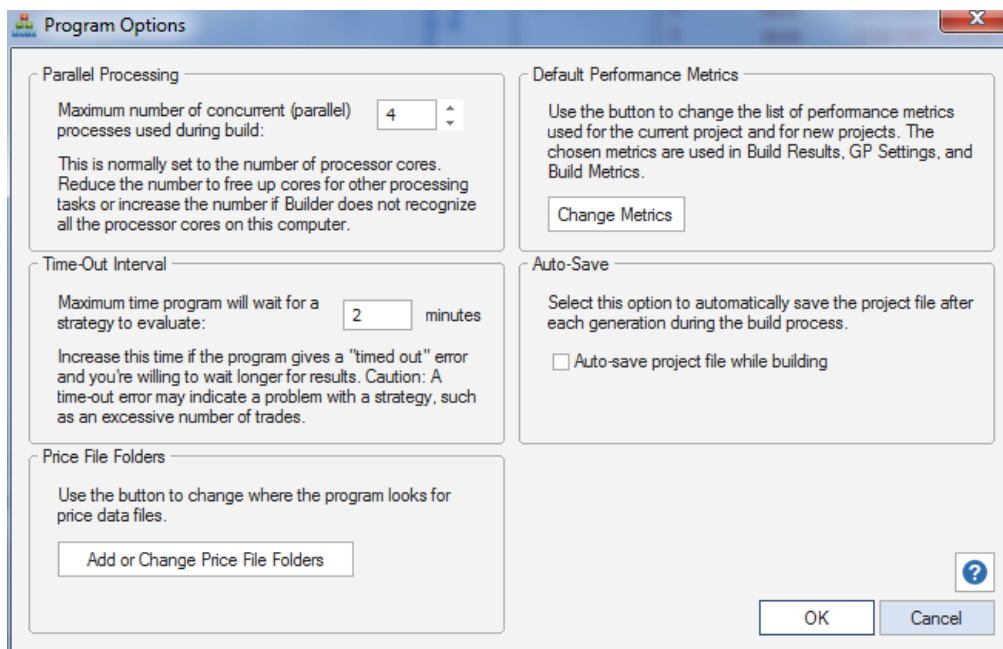 Program Options
Parallel Processing
Maximum number of concurrent (parallel)
processes used during build:
4
This is normally set to the number of processor cores.
Reduce the number to free up cores for other processing
tasks or increase the number if Builder does not recognize
all the processor cores on this computer.
Default Performance Metrics
Use the button to change the list of performance metrics
used for the current project and for new projects. The
chosen metrics are used in Build Results, GP Settings, and
Build Metrics.
Change Metrics
Time-Out Interval
Maximum time program will wait for a
strategy to evaluate:
2 minutes
Increase this time if the program gives a "timed out" error
and you're willing to wait longer for results. Caution: A
time-out error may indicate a problem with a strategy, such
as an excessive number of trades.
Auto-Save
Select this option to automatically save the project file after
each generation during the build process.
Auto-save project file while building
Price File Folders
Use the button to change where the program looks for
price data files.
Add or Change Price File Folders
?
OK
Cancel